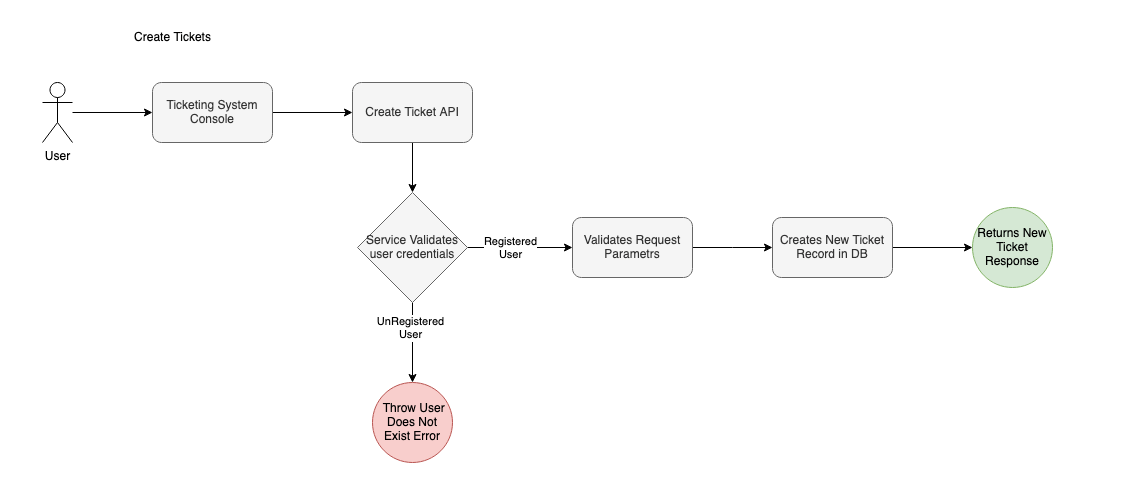 Create Tickets
Ticketing System
Console
Create Ticket API
User
Service Validates
user credentials
Registered
User
Validates Request
Parametrs
Creates New Ticket
Record in DB
Returns New
Ticket
Response
UnRegistered
User
Throw User
Does Not
Exist Error